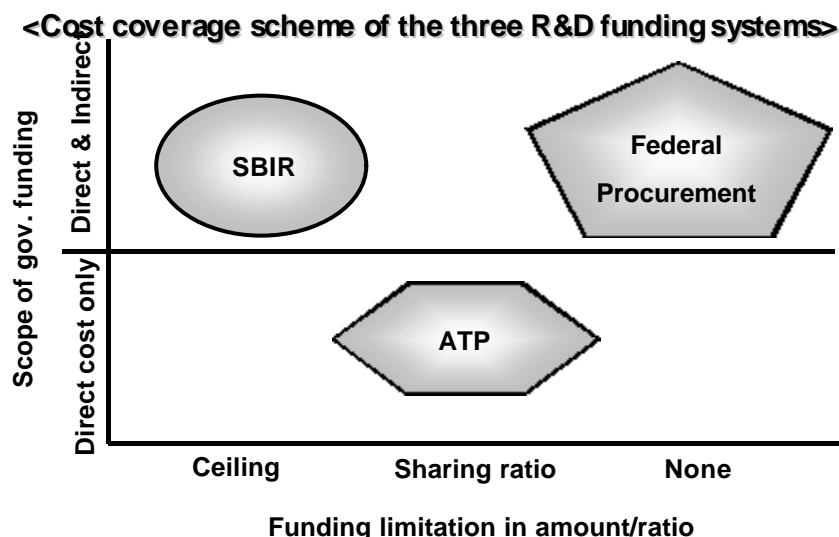 <Cost coverage scheme of the three R&D funding systems>
Scope of gov. funding
Direct & Indirect
SBIR
Federal
Procurement
Direct cost only
ATP
Ceiling
Sharing ratio
None
Funding limitation in amount/ratio